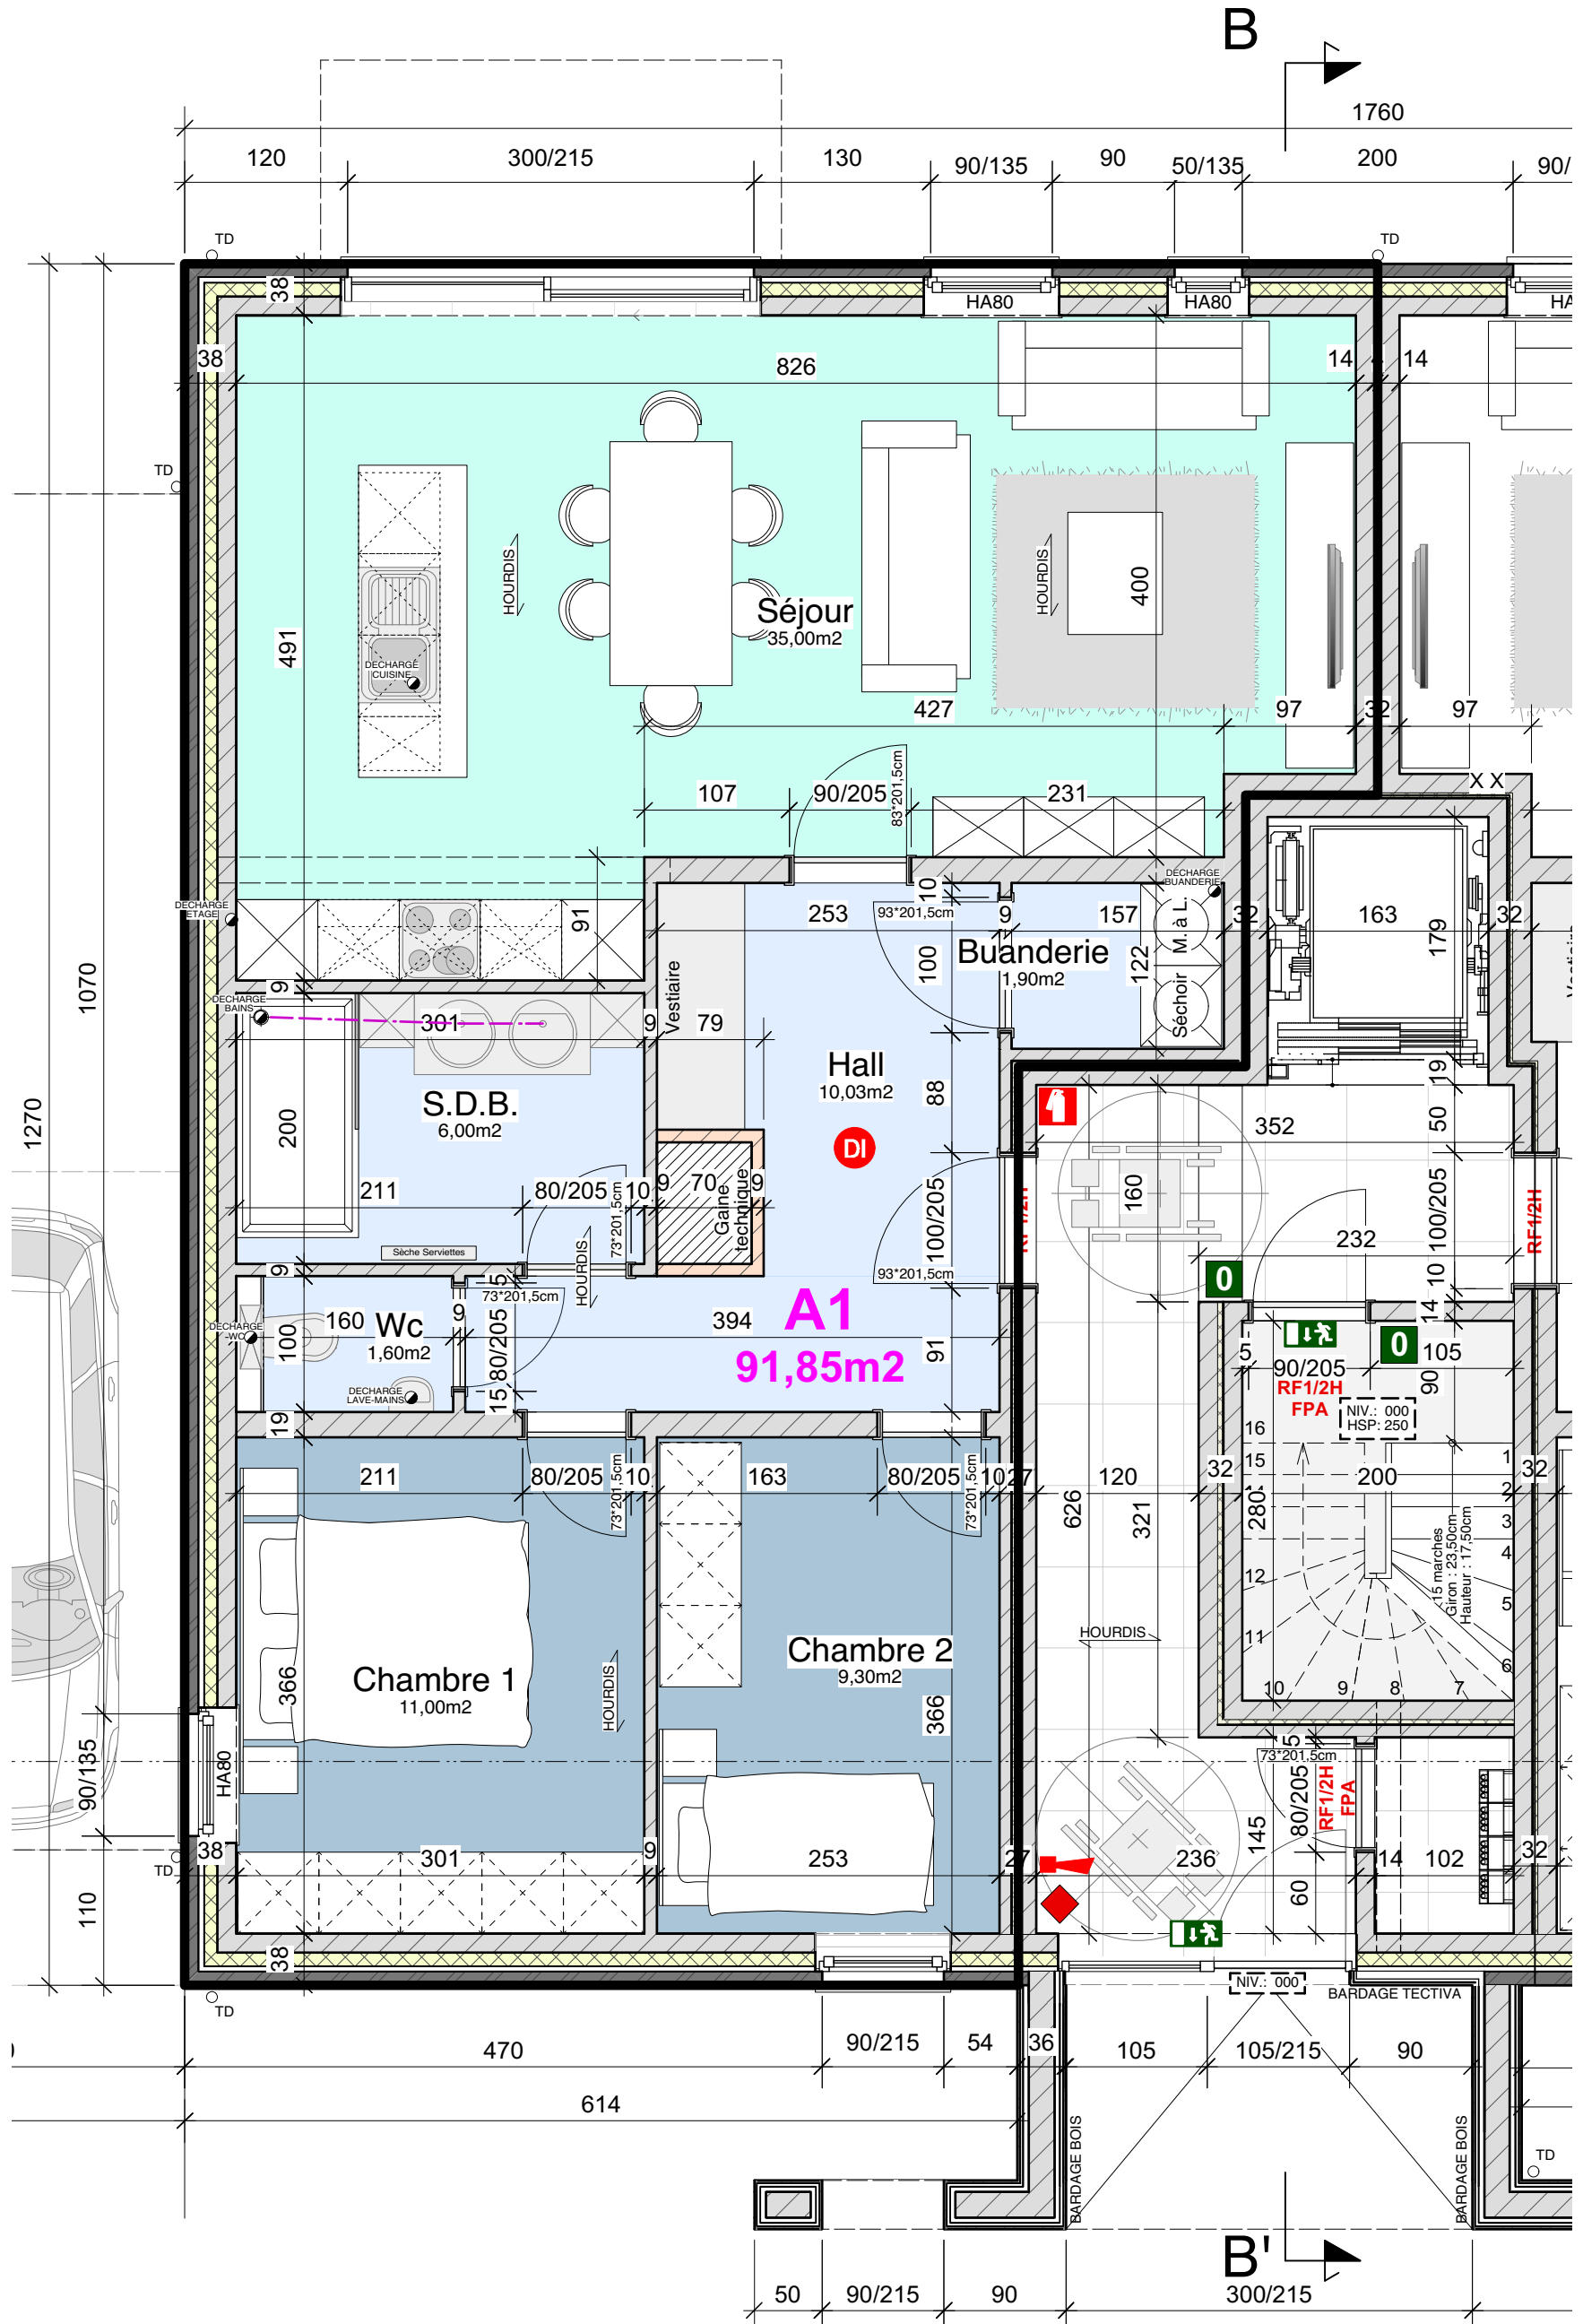 B
1760
120
300/215
130
90/135
90
50/135
200
90/
TD
TD
38
HA80
HA80
HA
38
826
14
14
TD
HOURDIS
HOURDIS
400
Séjour
35,00m2
491
DECHARGE
CUISINE
427
97
32
97
107
90/205
83*201,5cm
231
X X
DECHARGE
ETAGE
91
253
10
93*201,5cm
9
157
M. à L.
DECHARGE
BUANDERIE
32
163
179
32
100
Buanderie
1,90m2
122
Séchoir
Vestiaire
1070
9
DECHARGE
BAINS
301
9
79
Hall
10,03m2
88
19
50
1270
200
S.D.B.
6,00m2
DI
352
211
80/205
10
9
70
9
73*201,5cm
Gaine
technique
100/205
160
100/205
RF1/2H
232
Sèche Serviettes
HOURDIS
93*201,5cm
0
10
9
15
73*201,5cm
A1
91,85m2
14
DECHARGE
WC
100
160
9
Wc
1,60m2
80/205
394
91
0
5
90/205
105
90
RF1/2H
FPA
NIV.: 000
HSP: 250
DECHARGE
LAVE-MAINS
15
19
16
211
80/205
10
163
80/205
10
27
120
32
15
200
1
32
73*201,5cm
73*201,5cm
626
321
280
2
3
4
12
15 marches
Giron : 23,50cm
Hauteur : 17,50cm
5
11
HOURDIS
6
10
9
8
7
Chambre 1
11,00m2
366
HOURDIS
Chambre 2
9,30m2
366
90/135
HA80
15
73*201,5cm
80/205
RF1/2H
FPA
145
38
TD
301
9
253
27
236
14
102
32
110
60
38
TD
NIV.: 000
BARDAGE TECTIVA
470
90/215
54
36
105
105/215
90
614
BARDAGE BOIS
BARDAGE BOIS
TD
B'
50
90/215
90
300/215